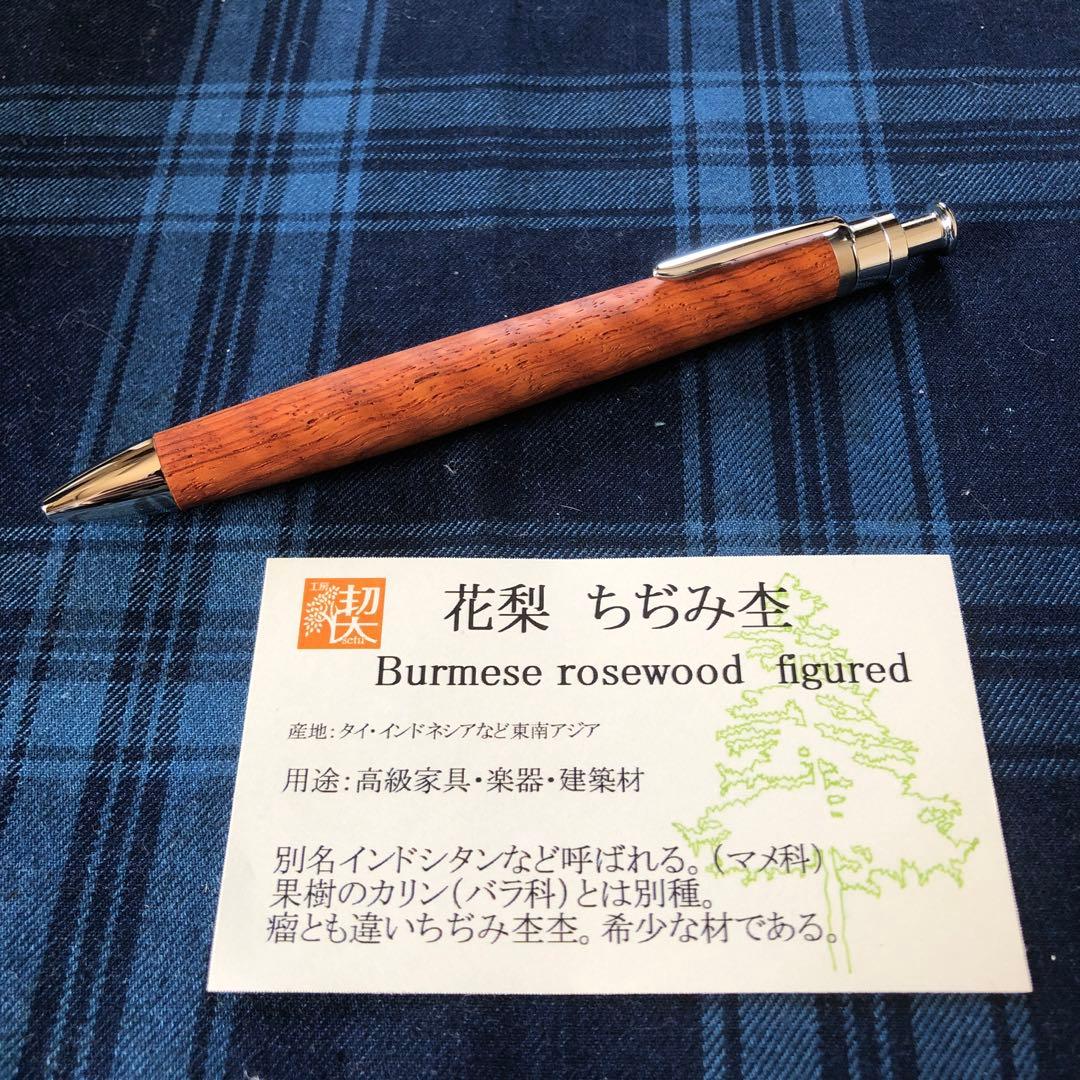 工房
契
setu
花梨 ちぢみ杢
Burmese rosewood figured
産地：タイ・インドネシアなど東南アジア
用途：高級家具・楽器・建築材
別名インドシタンなど呼ばれる。（マメ科）
果樹のカリン（バラ科）とは別種。
瘤とも違いちぢみ杢杢。希少な材である。